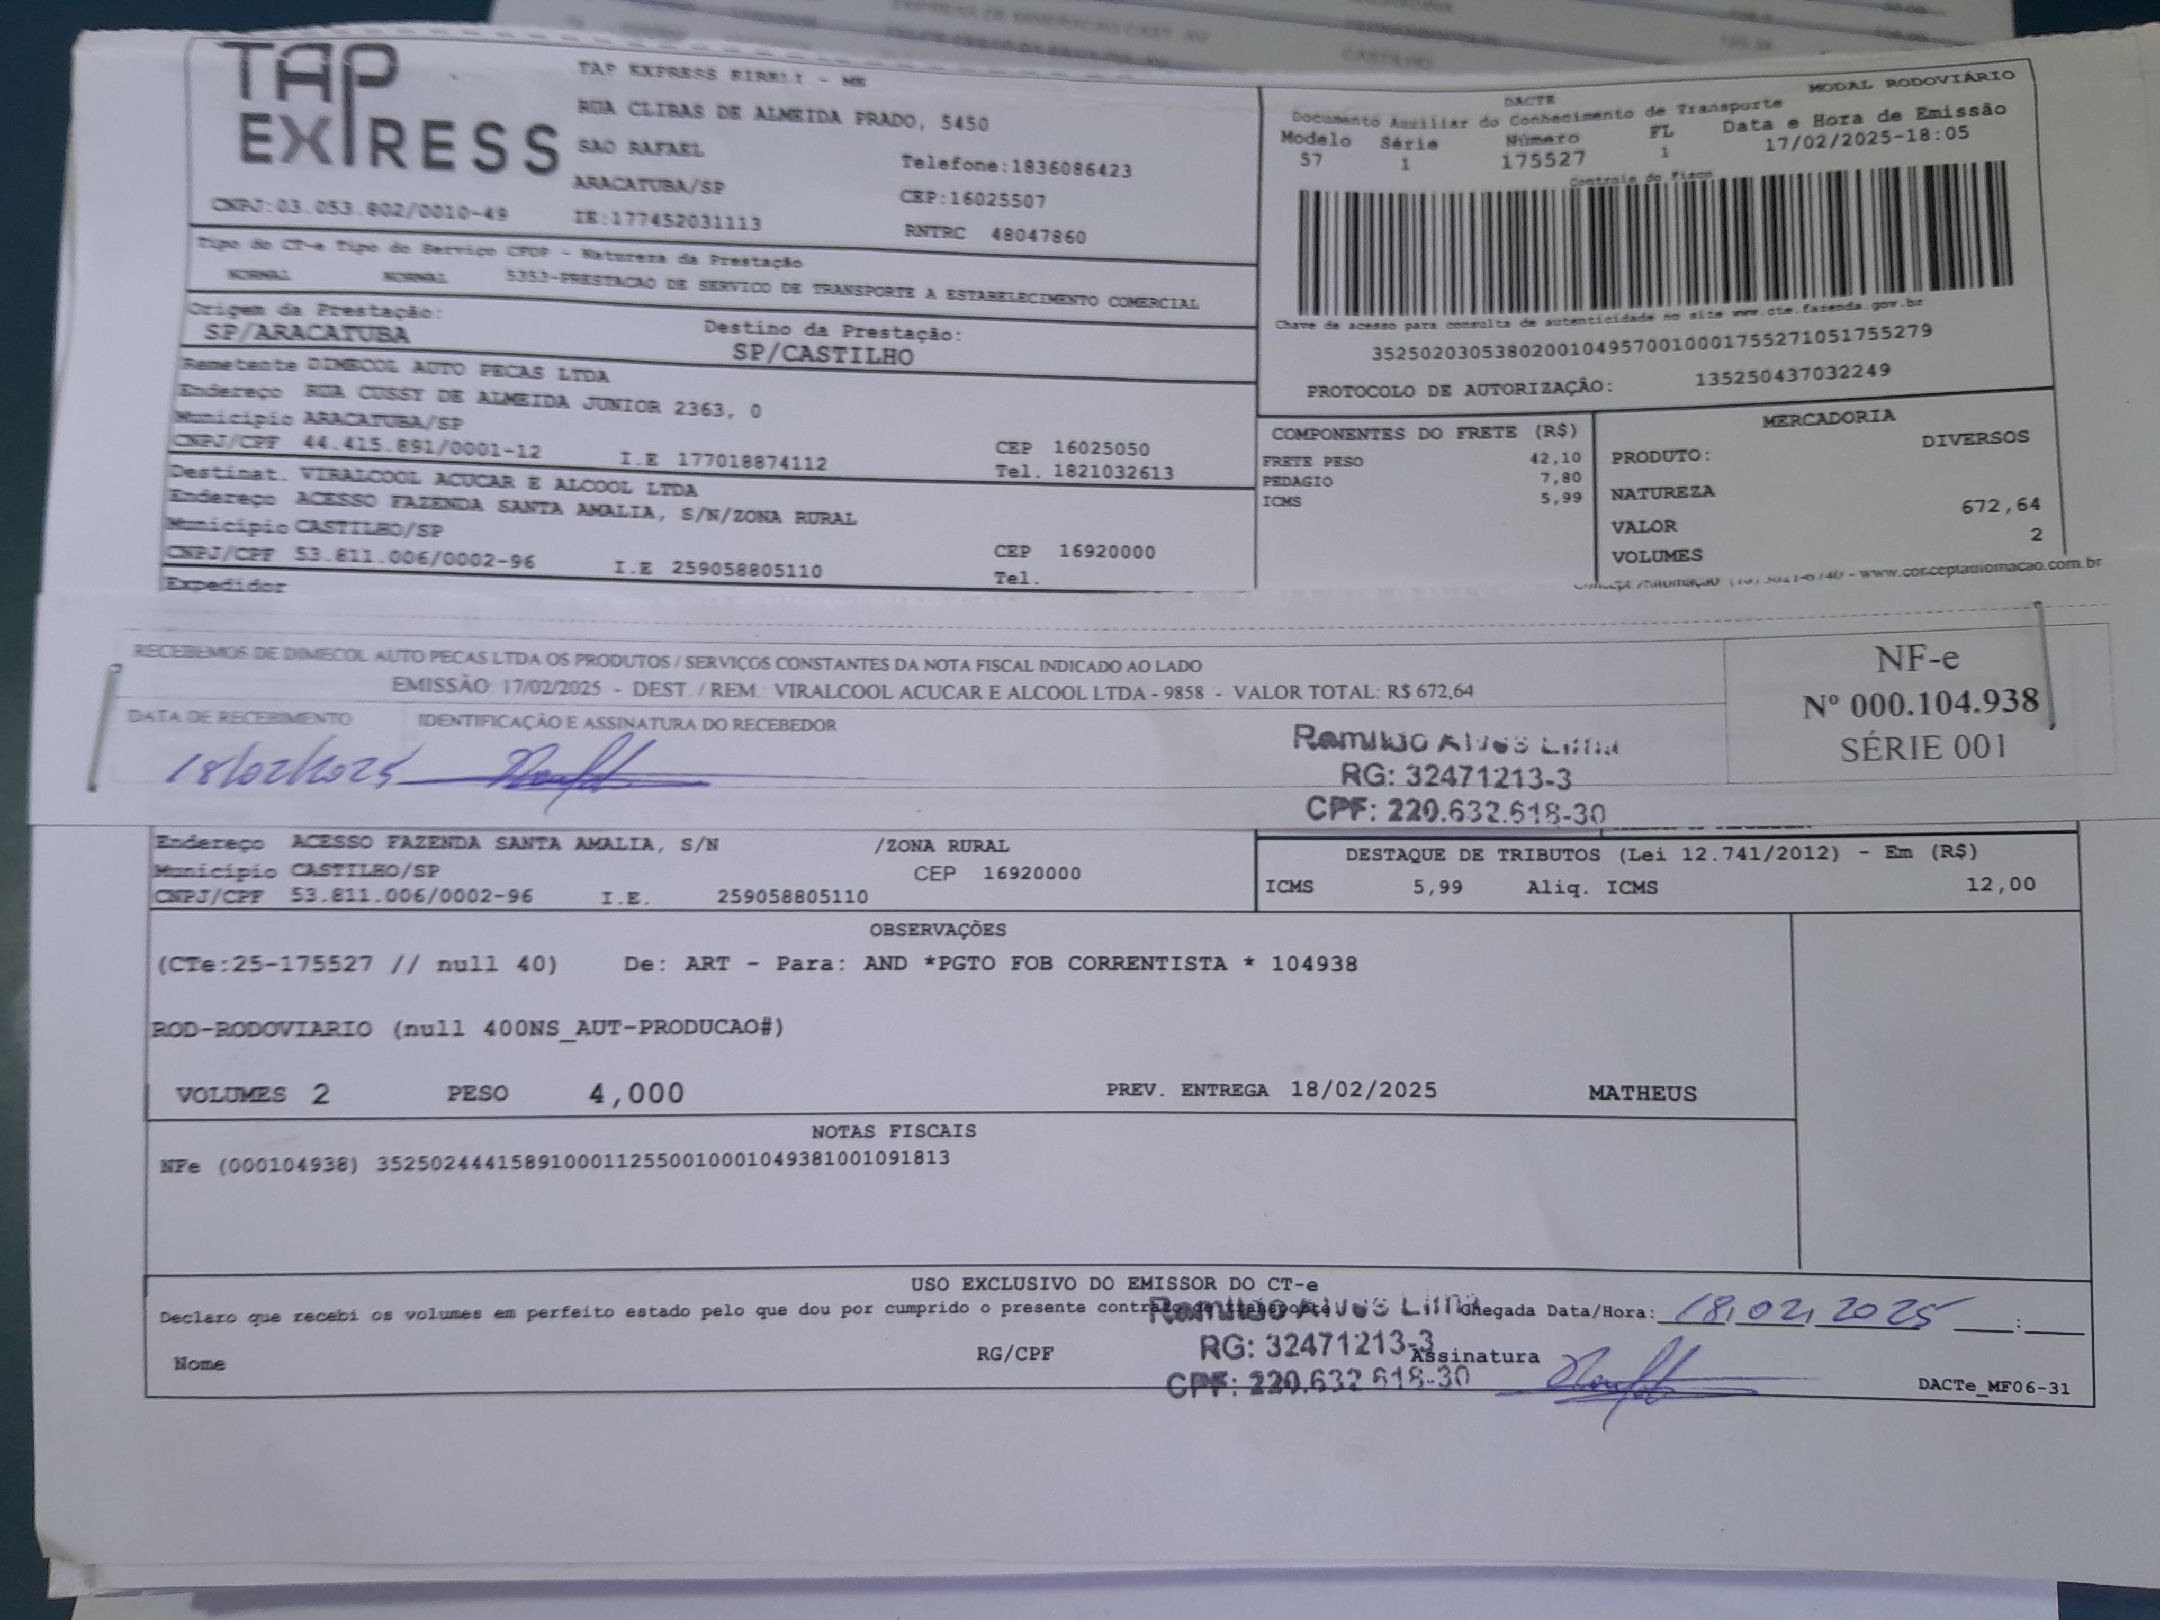 TAP EXPRESS
TAP EXPRESS EIRELI - ME
RUA CLIBAS DE ALMEIDA PRADO, 5450
SAO RAFAEL
Telefone:1836086423
ARACATUBA/SP
CEP:16025507
CNPJ:03.053.802/0010-49
IE:177452031113
RNTRC 48047860
MODAL RODOVIÁRIO
DACTE
Documento Auxiliar do Conhecimento de Transporte
Modelo Série Número FL Data e Hora de Emissão
57 1 175527 1 17/02/2025-18:05
Controle do Fisco
Chave de acesso para consulta de autenticidade no site www.cte.fazenda.gov.br
35250203053802001049570010001755271051755279
PROTOCOLO DE AUTORIZAÇÃO: 135250437032249
Tipo do CT-e Tipo do Serviço CFOP - Natureza da Prestação
NORMAL NORMAL 5353-PRESTACAO DE SERVICO DE TRANSPORTE A ESTABELECIMENTO COMERCIAL
Origem da Prestação: Destino da Prestação:
SP/ARACATUBA SP/CASTILHO
Remetente DIMECOL AUTO PECAS LTDA
Endereço RUA CUSSY DE ALMEIDA JUNIOR 2363, 0
Município ARACATUBA/SP CEP 16025050
CNPJ/CPF 44.415.891/0001-12 I.E 177018874112 Tel. 1821032613
Destinat. VIRALCOOL ACUCAR E ALCOOL LTDA
Endereço ACESSO FAZENDA SANTA AMALIA, S/N/ZONA RURAL
Município CASTILHO/SP CEP 16920000
CNPJ/CPF 53.811.006/0002-96 I.E 259058805110 Tel.
Expedidor
COMPONENTES DO FRETE (R$)
FRETE PESO 42,10
PEDAGIO 7,80
ICMS 5,99
MERCADORIA
PRODUTO: DIVERSOS
NATUREZA
VALOR 672,64
VOLUMES 2
www.conceptautomacao.com.br
RECEBEMOS DE DIMECOL AUTO PECAS LTDA OS PRODUTOS / SERVIÇOS CONSTANTES DA NOTA FISCAL INDICADO AO LADO
EMISSÃO: 17/02/2025 - DEST. / REM.: VIRALCOOL ACUCAR E ALCOOL LTDA - 9858 - VALOR TOTAL: R$ 672,64
DATA DE RECEBIMENTO IDENTIFICAÇÃO E ASSINATURA DO RECEBEDOR
18/02/2025
Alves Lima
RG: 32471213-3
CPF: 220.632.618-30
NF-e
Nº 000.104.938
SÉRIE 001
Endereço ACESSO FAZENDA SANTA AMALIA, S/N /ZONA RURAL
Município CASTILHO/SP CEP 16920000
CNPJ/CPF 53.811.006/0002-96 I.E. 259058805110
DESTAQUE DE TRIBUTOS (Lei 12.741/2012) - Em (R$)
ICMS 5,99 Aliq. ICMS 12,00
OBSERVAÇÕES
(CTe:25-175527 // null 40) De: ART - Para: AND *PGTO FOB CORRENTISTA * 104938
ROD-RODOVIARIO (null 400NS_AUT-PRODUCAO#)
VOLUMES 2 PESO 4,000 PREV. ENTREGA 18/02/2025 MATHEUS
NOTAS FISCAIS
NFe (000104938) 35250244415891000112550010001049381001091813
USO EXCLUSIVO DO EMISSOR DO CT-e
Declaro que recebi os volumes em perfeito estado pelo que dou por cumprido o presente contrato de transporte Chegada Data/Hora: 18/02/2025 __:__
Alves Lima
RG: 32471213-3
CPF: 220.632.618-30
Nome RG/CPF Assinatura
DACTe_MF06-31